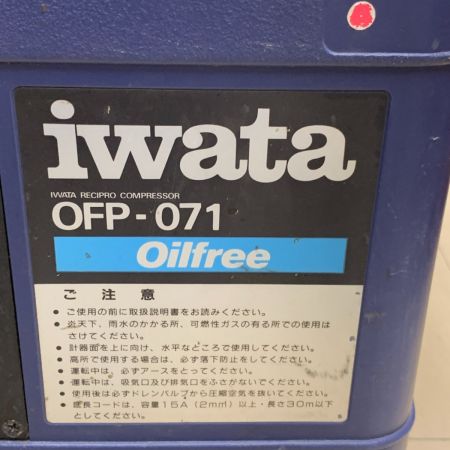 iwata
IWATA RECIPRO COMPRESSOR
OFP-071
Oilfree
ご注意
● ご使用の前に取扱説明書をお読みください。
● 炎天下、雨水のかかる所、可燃性ガスの有る所での使用は
さけてください。
● 計器面を上に向け、水平なところで使用してください。
● 高所で使用する場合は、必ず落下防止をしてください。
● 運転中は、必ずアースをとってください。
● 運転中は、吸気口及び排気口をふさがないでください。
● 使用後は必ずドレンバルブから圧縮空気を抜いてください。
● 延長コードは、容量15A(2mm²)以上・長さ30m以下
としてください。